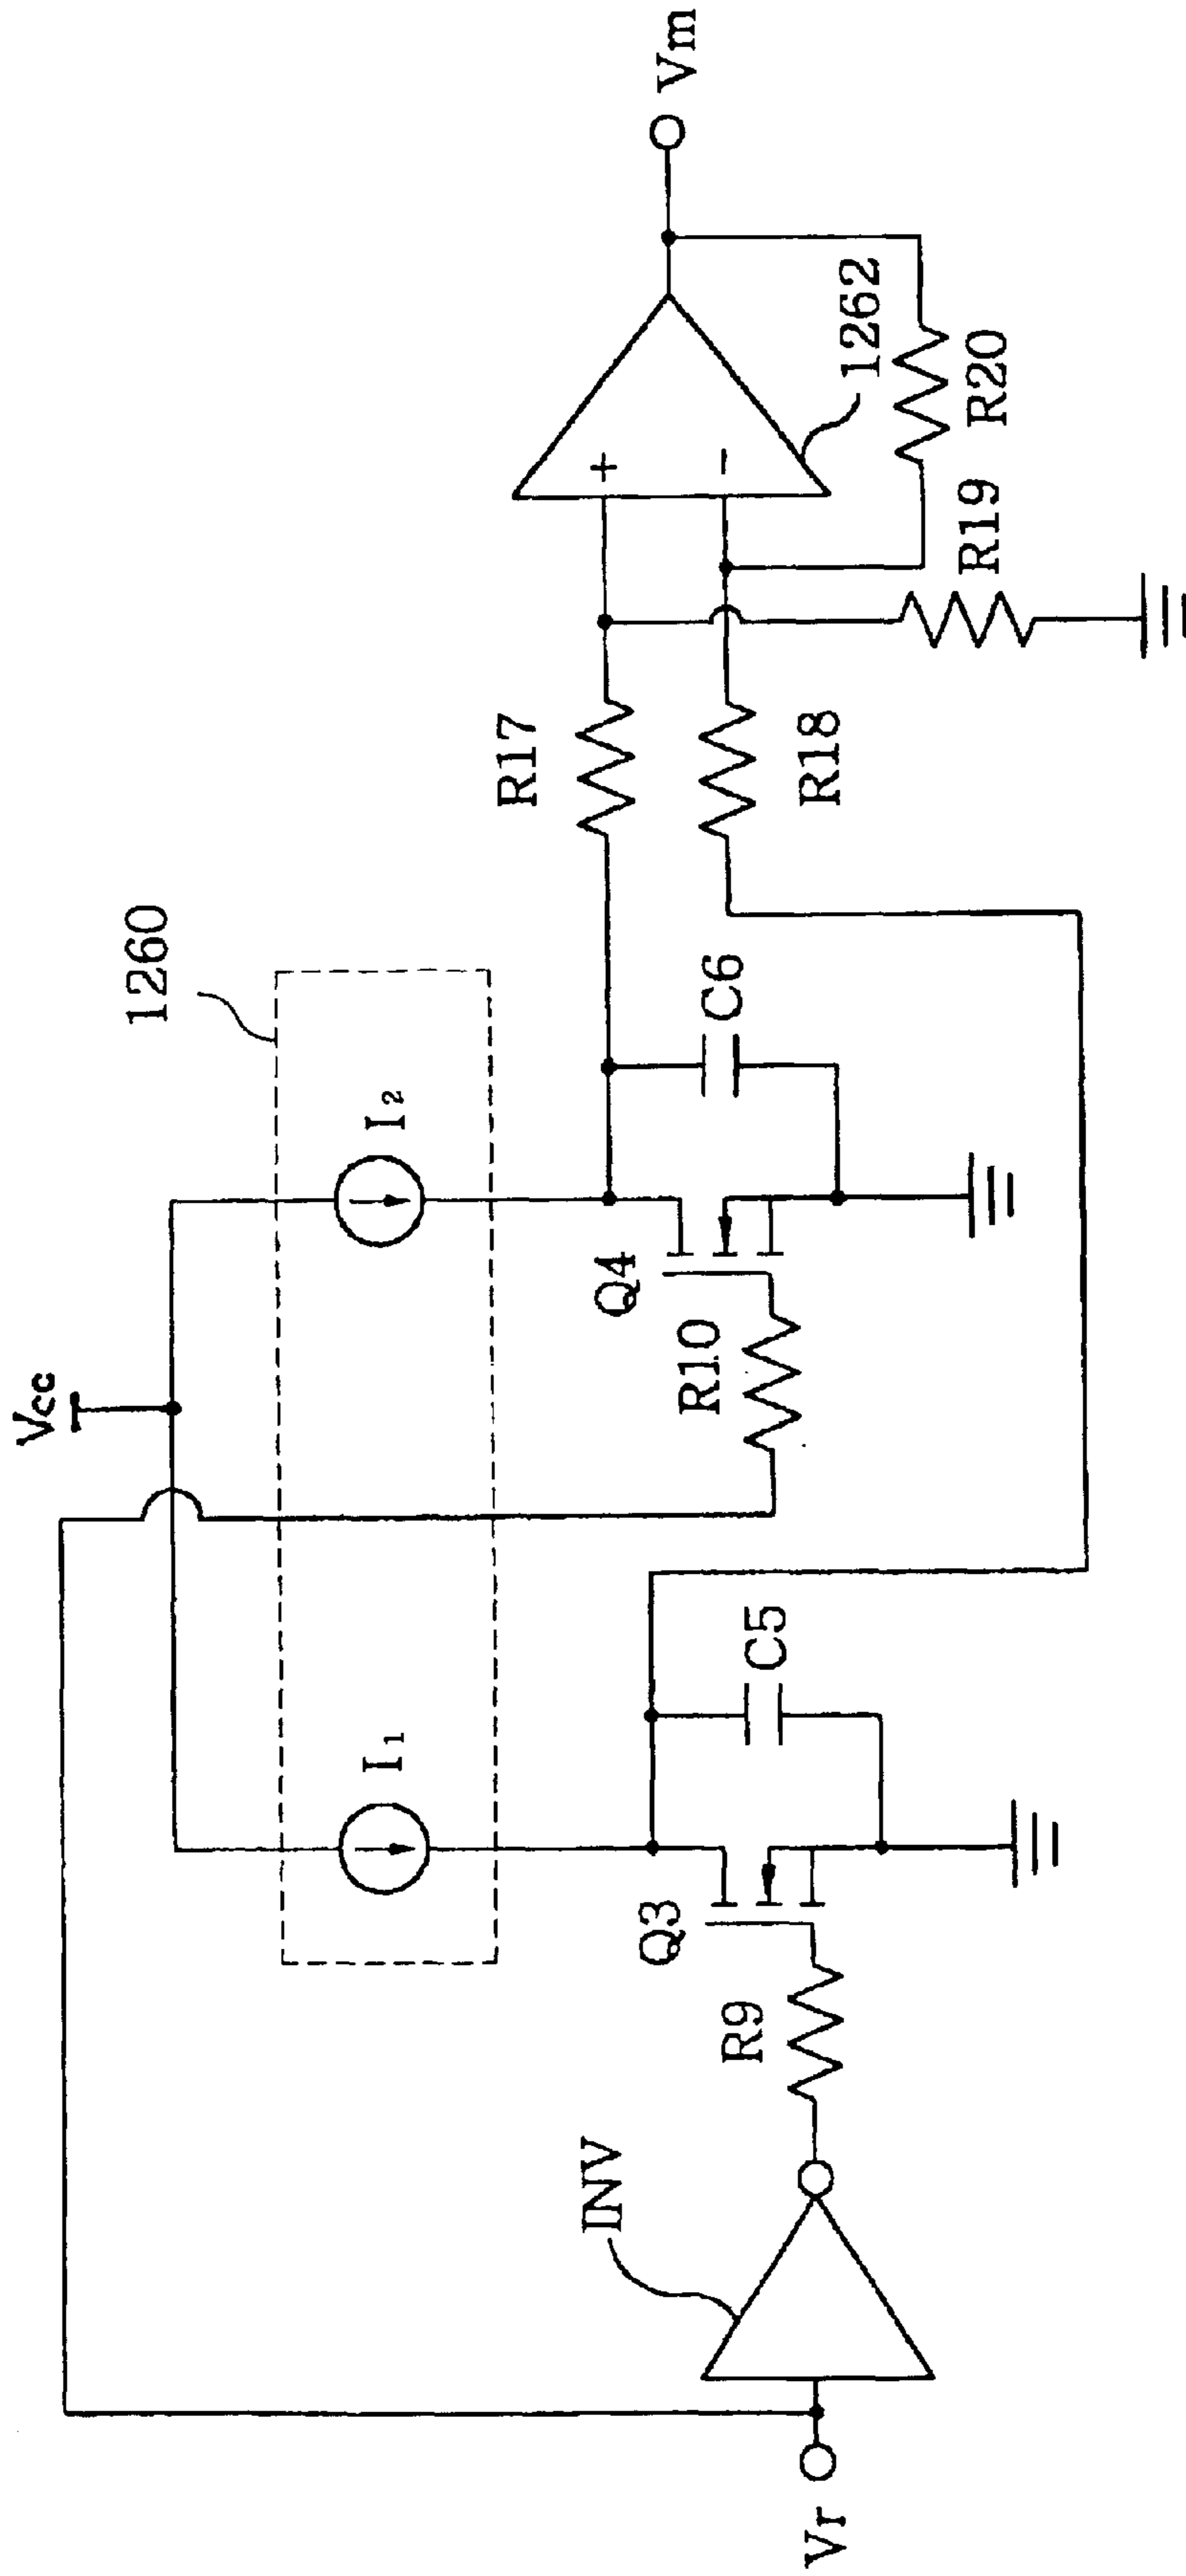 Vcc
1260
I1
I2
Vr
INV
R9
Q3
C5
R10
Q4
C6
R17
R18
R19
R20
+
-
1262
Vm